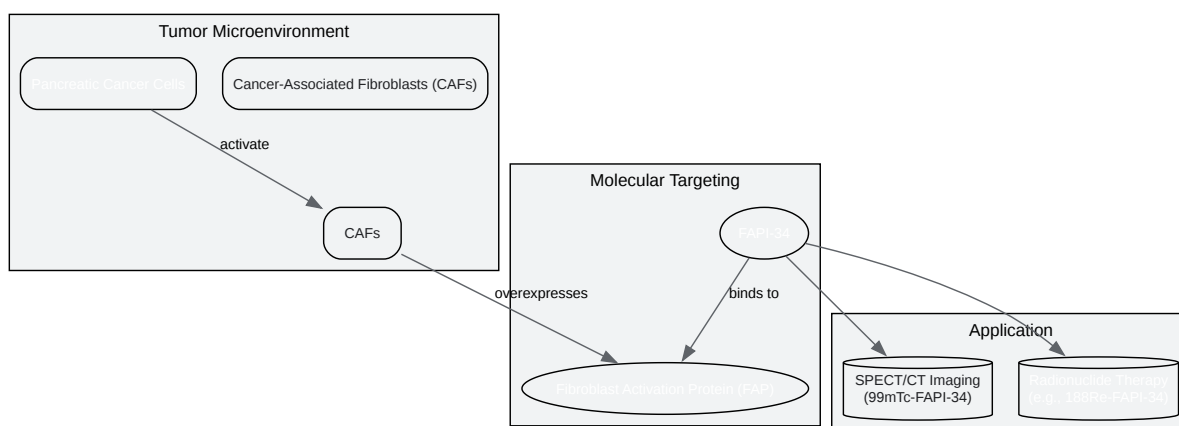 Tumor Microenvironment
Pancreatic Cancer Cells
Cancer-Associated Fibroblasts (CAFs)
activate
CAFs
Molecular Targeting
FAPI-34
overexpresses
binds to
Fibroblast Activation Protein (FAP)
Application
SPECT/CT Imaging
(99mTc-FAPI-34)
Radionuclide Therapy
(e.g., 188Re-FAPI-34)